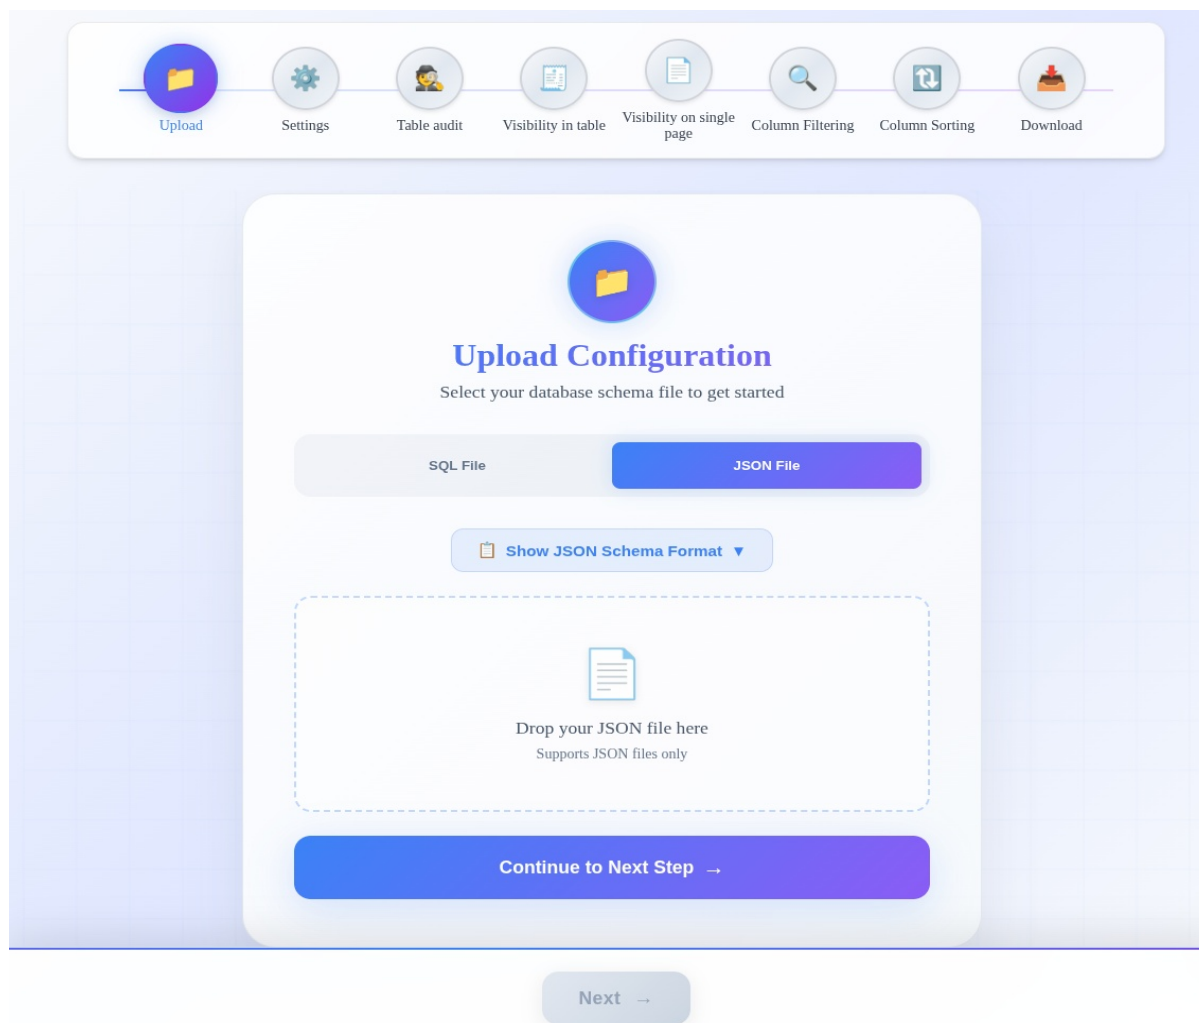 Upload
Settings
Table audit
Visibility in table
Visibility on single
page
Column Filtering
Column Sorting
Download
Upload Configuration
Select your database schema file to get started
SQL File
JSON File
Show JSON Schema Format ▼
Drop your JSON file here
Supports JSON files only
Continue to Next Step →
Next →